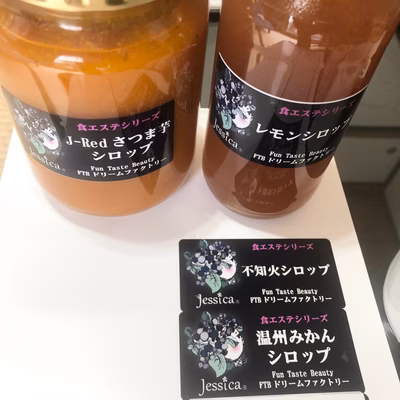 食エステシリーズ
J-Red さつま芋
シロップ
Fun Taste Beauty
FTB ドリームファクトリー
Jessica®
食エステシリーズ
レモンシロップ
Fun Taste Beauty
FTB ドリームファクトリー
Jessica®
食エステシリーズ
不知火シロップ
Fun Taste Beauty
FTB ドリームファクトリー
Jessica®
食エステシリーズ
温州みかん
シロップ
Fun Taste Beauty
FTB ドリームファクトリー
Jessica®